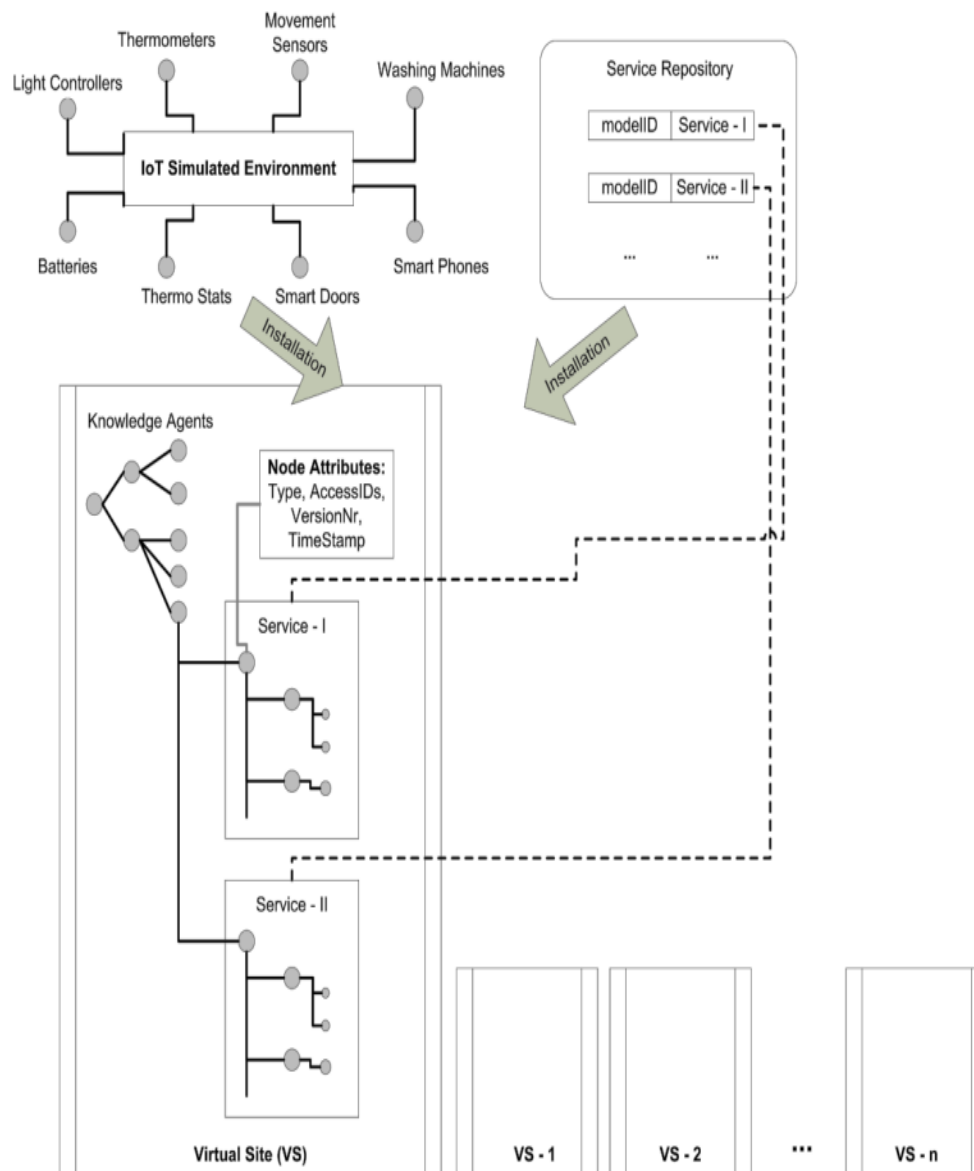 Movement
Sensors
Thermometers
Light Controllers
Washing Machines
IoT Simulated Environment
Batteries
Thermo Stats
Smart Doors
Smart Phones
Service Repository
modelID Service - I
modelID Service - II
... ...
Installation
Installation
Knowledge Agents
Node Attributes:
Type, AccessIDs,
VersionNr,
TimeStamp
Service - I
Service - II
Virtual Site (VS)
VS - 1
VS - 2
...
VS - n